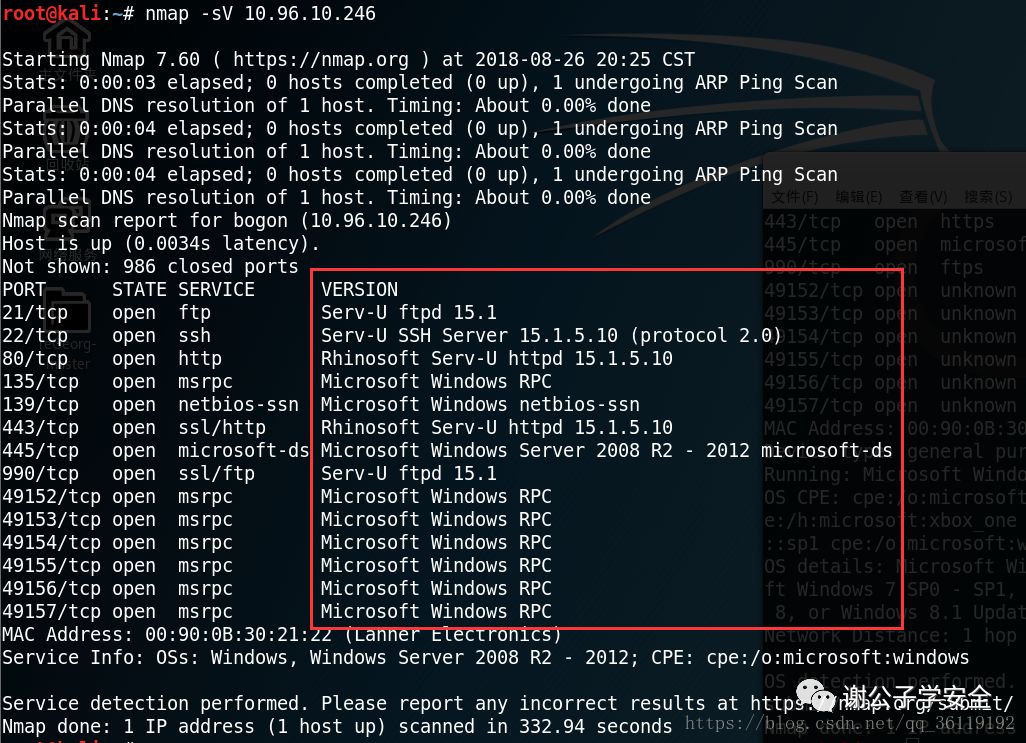 root@kali:~# nmap -sV 10.96.10.246
Starting Nmap 7.60 ( https://nmap.org ) at 2018-08-26 20:25 CST
Stats: 0:00:03 elapsed; 0 hosts completed (0 up), 1 undergoing ARP Ping Scan
Parallel DNS resolution of 1 host. Timing: About 0.00% done
Stats: 0:00:04 elapsed; 0 hosts completed (0 up), 1 undergoing ARP Ping Scan
Parallel DNS resolution of 1 host. Timing: About 0.00% done
Stats: 0:00:04 elapsed; 0 hosts completed (0 up), 1 undergoing ARP Ping Scan
Parallel DNS resolution of 1 host. Timing: About 0.00% done
Nmap scan report for bogon (10.96.10.246)
Host is up (0.0034s latency).
Not shown: 986 closed ports
PORT STATE SERVICE VERSION
21/tcp open ftp Serv-U ftpd 15.1
22/tcp open ssh Serv-U SSH Server 15.1.5.10 (protocol 2.0)
80/tcp open http Rhinosoft Serv-U httpd 15.1.5.10
135/tcp open msrpc Microsoft Windows RPC
139/tcp open netbios-ssn Microsoft Windows netbios-ssn
443/tcp open ssl/http Rhinosoft Serv-U httpd 15.1.5.10
445/tcp open microsoft-ds Microsoft Windows Server 2008 R2 - 2012 microsoft-ds
990/tcp open ssl/ftp Serv-U ftpd 15.1
49152/tcp open msrpc Microsoft Windows RPC
49153/tcp open msrpc Microsoft Windows RPC
49154/tcp open msrpc Microsoft Windows RPC
49155/tcp open msrpc Microsoft Windows RPC
49156/tcp open msrpc Microsoft Windows RPC
49157/tcp open msrpc Microsoft Windows RPC
MAC Address: 00:90:0B:30:21:22 (Lanner Electronics)
Service Info: OSs: Windows, Windows Server 2008 R2 - 2012; CPE: cpe:/o:microsoft:windows
Service detection performed. Please report any incorrect results at https://nmap.org/submit/
Nmap done: 1 IP address (1 host up) scanned in 332.94 seconds
文件(F) 编辑(E) 查看(V) 搜索(S)
443/tcp open https
445/tcp open microsof
990/tcp open ftps
49152/tcp open unknown
49153/tcp open unknown
49154/tcp open unknown
49155/tcp open unknown
49156/tcp open unknown
49157/tcp open unknown
MAC Address: 00:90:0B:30
general pur
Running: Microsoft Windo
OS CPE: cpe:/o:microsoft
e:/h:microsoft:xbox_one
::sp1 cpe:/o:microsoft:w
OS details: Microsoft Wi
ft Windows 7 SP0 - SP1,
8, or Windows 8.1 Updat
Network Distance: 1 hop
OS detection performed.
谢公子学安全
https://blog.csdn.net/qq_36119192